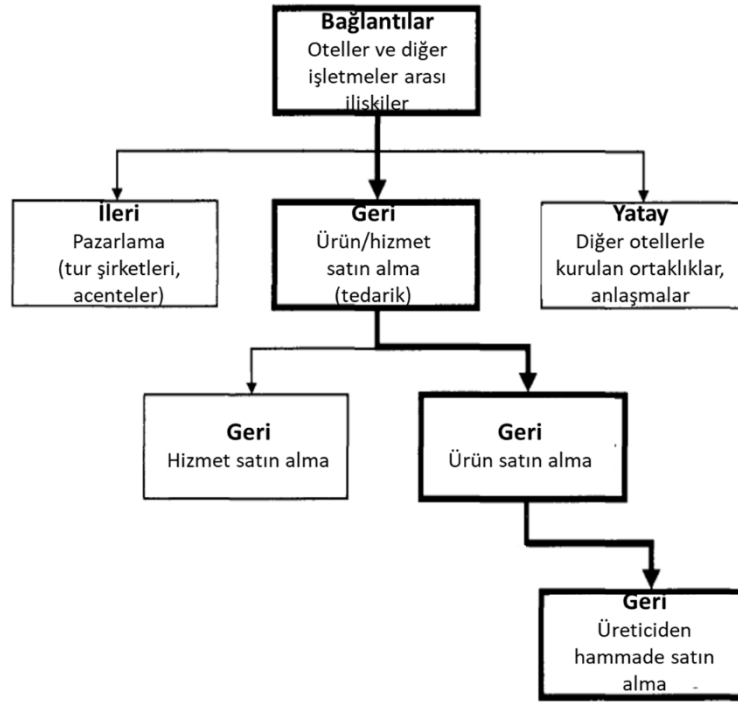 Bağlantılar
Oteller ve diğer
işletmeler arası
ilişkiler
İleri
Pazarlama
(tur şirketleri,
acenteler)
Geri
Ürün/hizmet
satın alma
(tedarik)
Yatay
Diğer otellerle
kurulan ortaklıklar,
anlaşmalar
Geri
Hizmet satın alma
Geri
Ürün satın alma
Geri
Üreticiden
hammade satın
alma